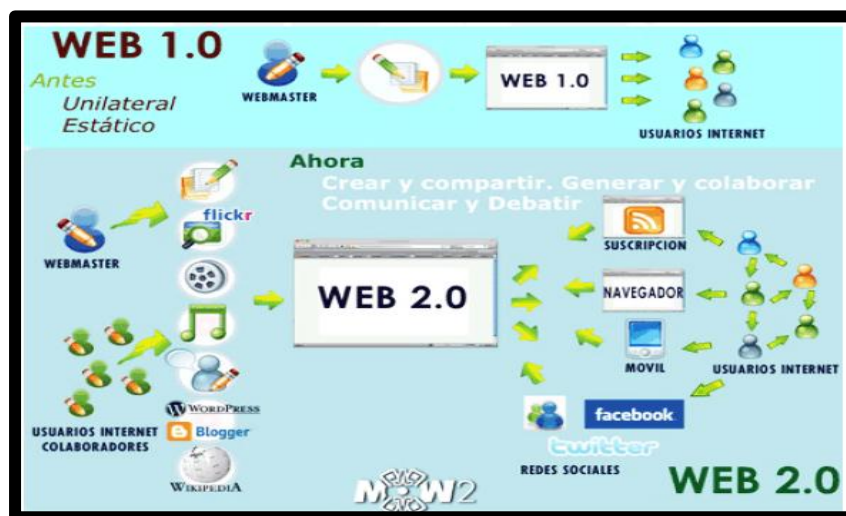 WEB 1.0
Antes
Unilateral
Estático
WEBMASTER
WEB 1.0
USUARIOS INTERNET
Ahora
Crear y compartir. Generar y colaborar
Comunicar y Debatir
WEBMASTER
flickr
WEB 2.0
SUSCRIPCION
NAVEGADOR
MOVIL
USUARIOS INTERNET
USUARIOS INTERNET
COLABORADORES
WORDPRESS
Blogger
WIKIPEDIA
facebook
twitter
REDES SOCIALES
WEB 2.0